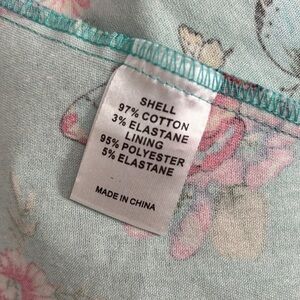 SHELL
97% COTTON
3% ELASTANE
LINING
95% POLYESTER
5% ELASTANE
MADE IN CHINA